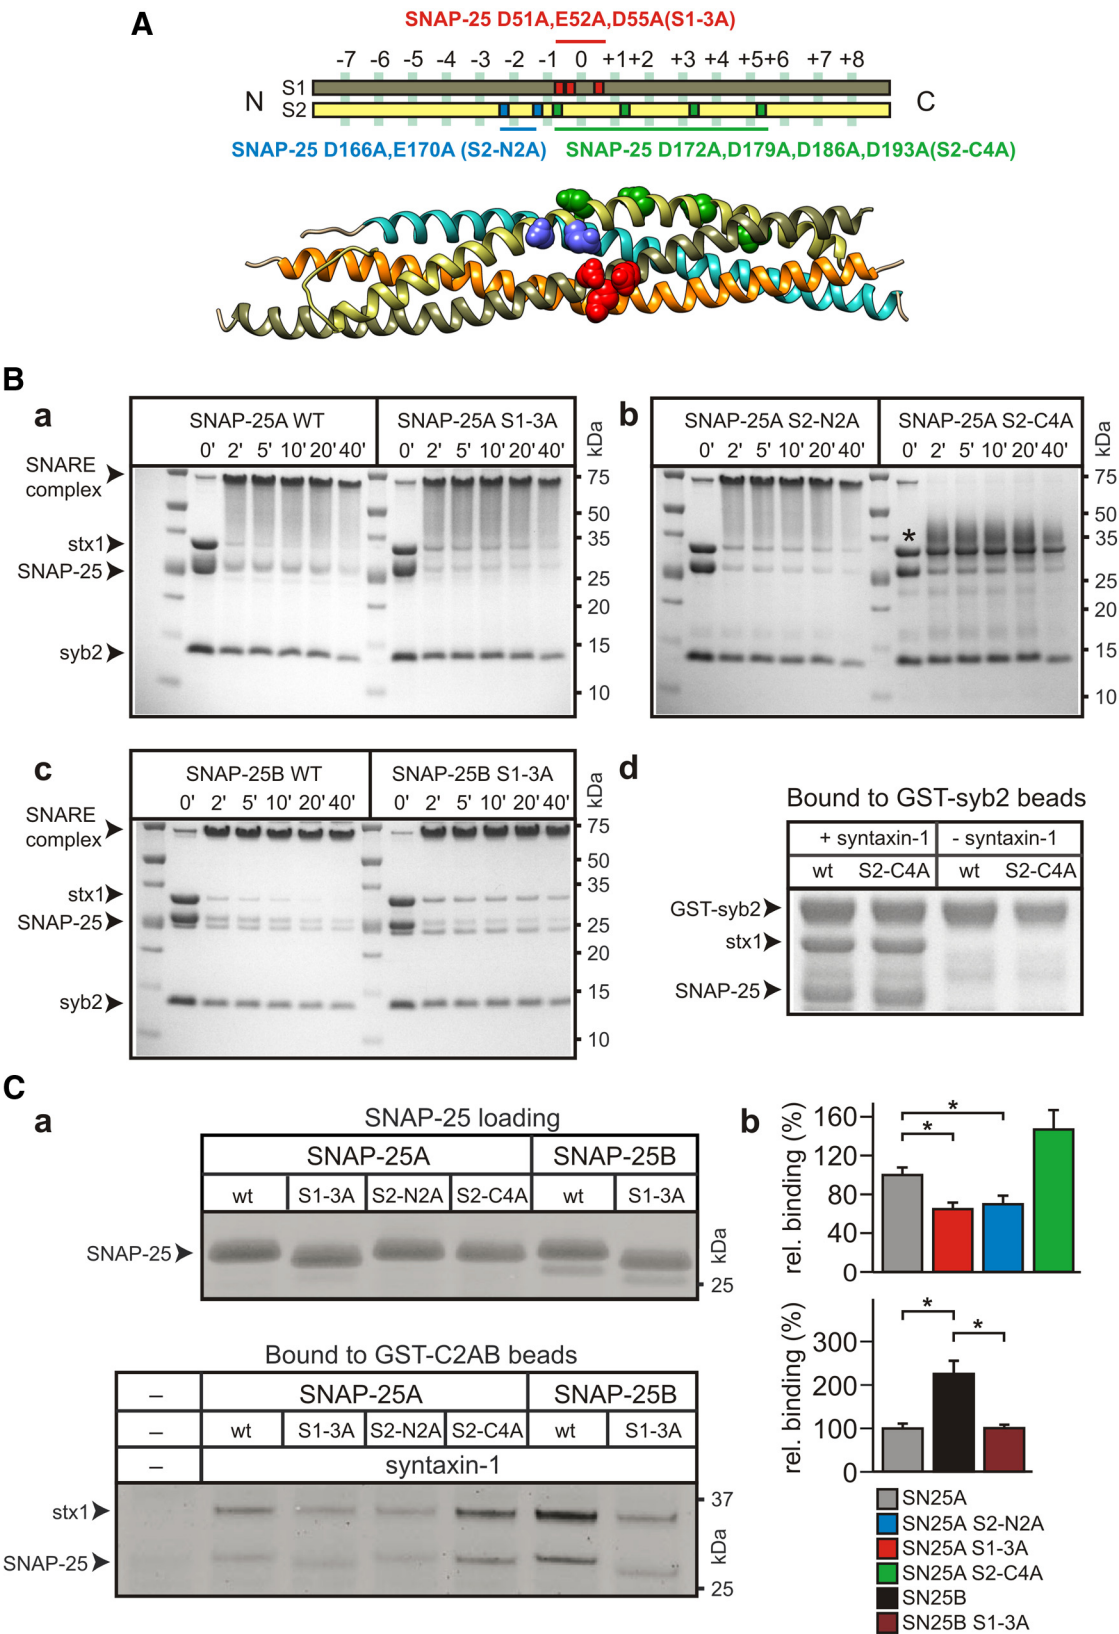 A
SNAP-25 D51A,E52A,D55A(S1-3A)
-7 -6 -5 -4 -3 -2 -1 0 +1 +2 +3 +4 +5 +6 +7 +8
N S1 C
S2
SNAP-25 D166A,E170A (S2-N2A) SNAP-25 D172A,D179A,D186A,D193A(S2-C4A)
B
a
SNAP-25A WT SNAP-25A S1-3A
0' 2' 5' 10' 20' 40' 0' 2' 5' 10' 20' 40' kDa
SNARE complex
stx1
SNAP-25
syb2
75
50
35
25
20
15
10
b
SNAP-25A S2-N2A SNAP-25A S2-C4A
0' 2' 5' 10' 20' 40' 0' 2' 5' 10' 20' 40' kDa
*
75
50
35
25
20
15
10
c
SNAP-25B WT SNAP-25B S1-3A
0' 2' 5' 10' 20' 40' 0' 2' 5' 10' 20' 40' kDa
SNARE complex
stx1
SNAP-25
syb2
75
50
35
25
20
15
10
d
Bound to GST-syb2 beads
+ syntaxin-1 - syntaxin-1
wt S2-C4A wt S2-C4A
GST-syb2
stx1
SNAP-25
C
a
SNAP-25 loading
SNAP-25A SNAP-25B
wt S1-3A S2-N2A S2-C4A wt S1-3A
SNAP-25
kDa
25
Bound to GST-C2AB beads
– SNAP-25A SNAP-25B
– wt S1-3A S2-N2A S2-C4A wt S1-3A
– syntaxin-1
stx1
SNAP-25
37
kDa
25
b
rel. binding (%)
160
120
80
40
0
* *
rel. binding (%)
300
200
100
0
* *
SN25A
SN25A S2-N2A
SN25A S1-3A
SN25A S2-C4A
SN25B
SN25B S1-3A